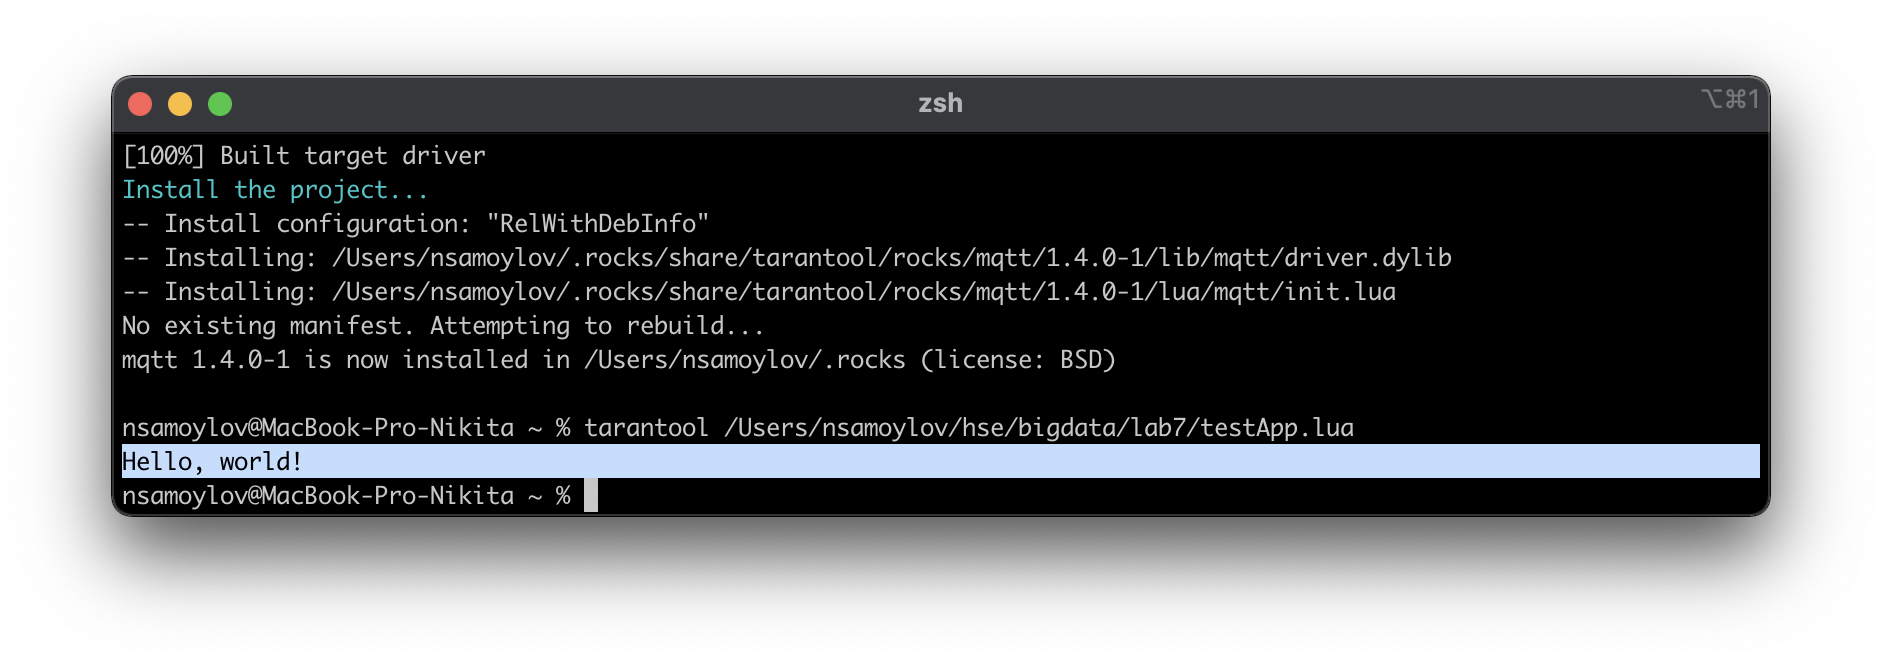 zsh
⌥⌘1
[100%] Built target driver
Install the project...
-- Install configuration: "RelWithDebInfo"
-- Installing: /Users/nsamoylov/.rocks/share/tarantool/rocks/mqtt/1.4.0-1/lib/mqtt/driver.dylib
-- Installing: /Users/nsamoylov/.rocks/share/tarantool/rocks/mqtt/1.4.0-1/lua/mqtt/init.lua
No existing manifest. Attempting to rebuild...
mqtt 1.4.0-1 is now installed in /Users/nsamoylov/.rocks (license: BSD)
nsamoylov@MacBook-Pro-Nikita ~ % tarantool /Users/nsamoylov/hse/bigdata/lab7/testApp.lua
Hello, world!
nsamoylov@MacBook-Pro-Nikita ~ %